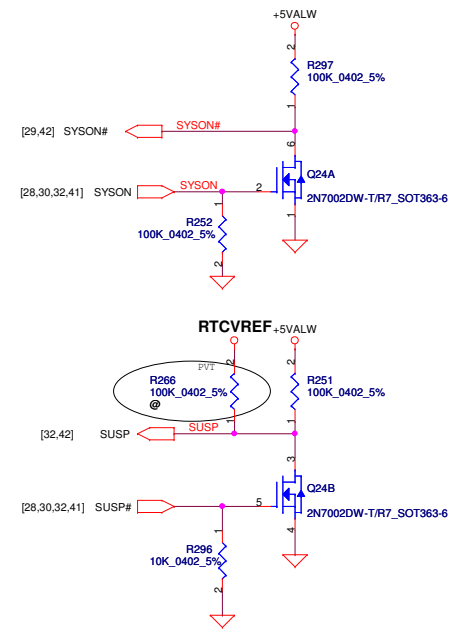 +5VALW
2
R297
100K_0402_5%
1
[29,42] SYSON# SYSON#
6
Q24A
[28,30,32,41] SYSON SYSON 2
2N7002DW-T/R7_SOT363-6
1
1
R252
100K_0402_5%
2
RTCVREF +5VALW
PVT 2 2
R266 R251
100K_0402_5% 100K_0402_5%
@
1 1
[32,42] SUSP SUSP
3
Q24B
[28,30,32,41] SUSP# 5
2N7002DW-T/R7_SOT363-6
4
1
R296
10K_0402_5%
2